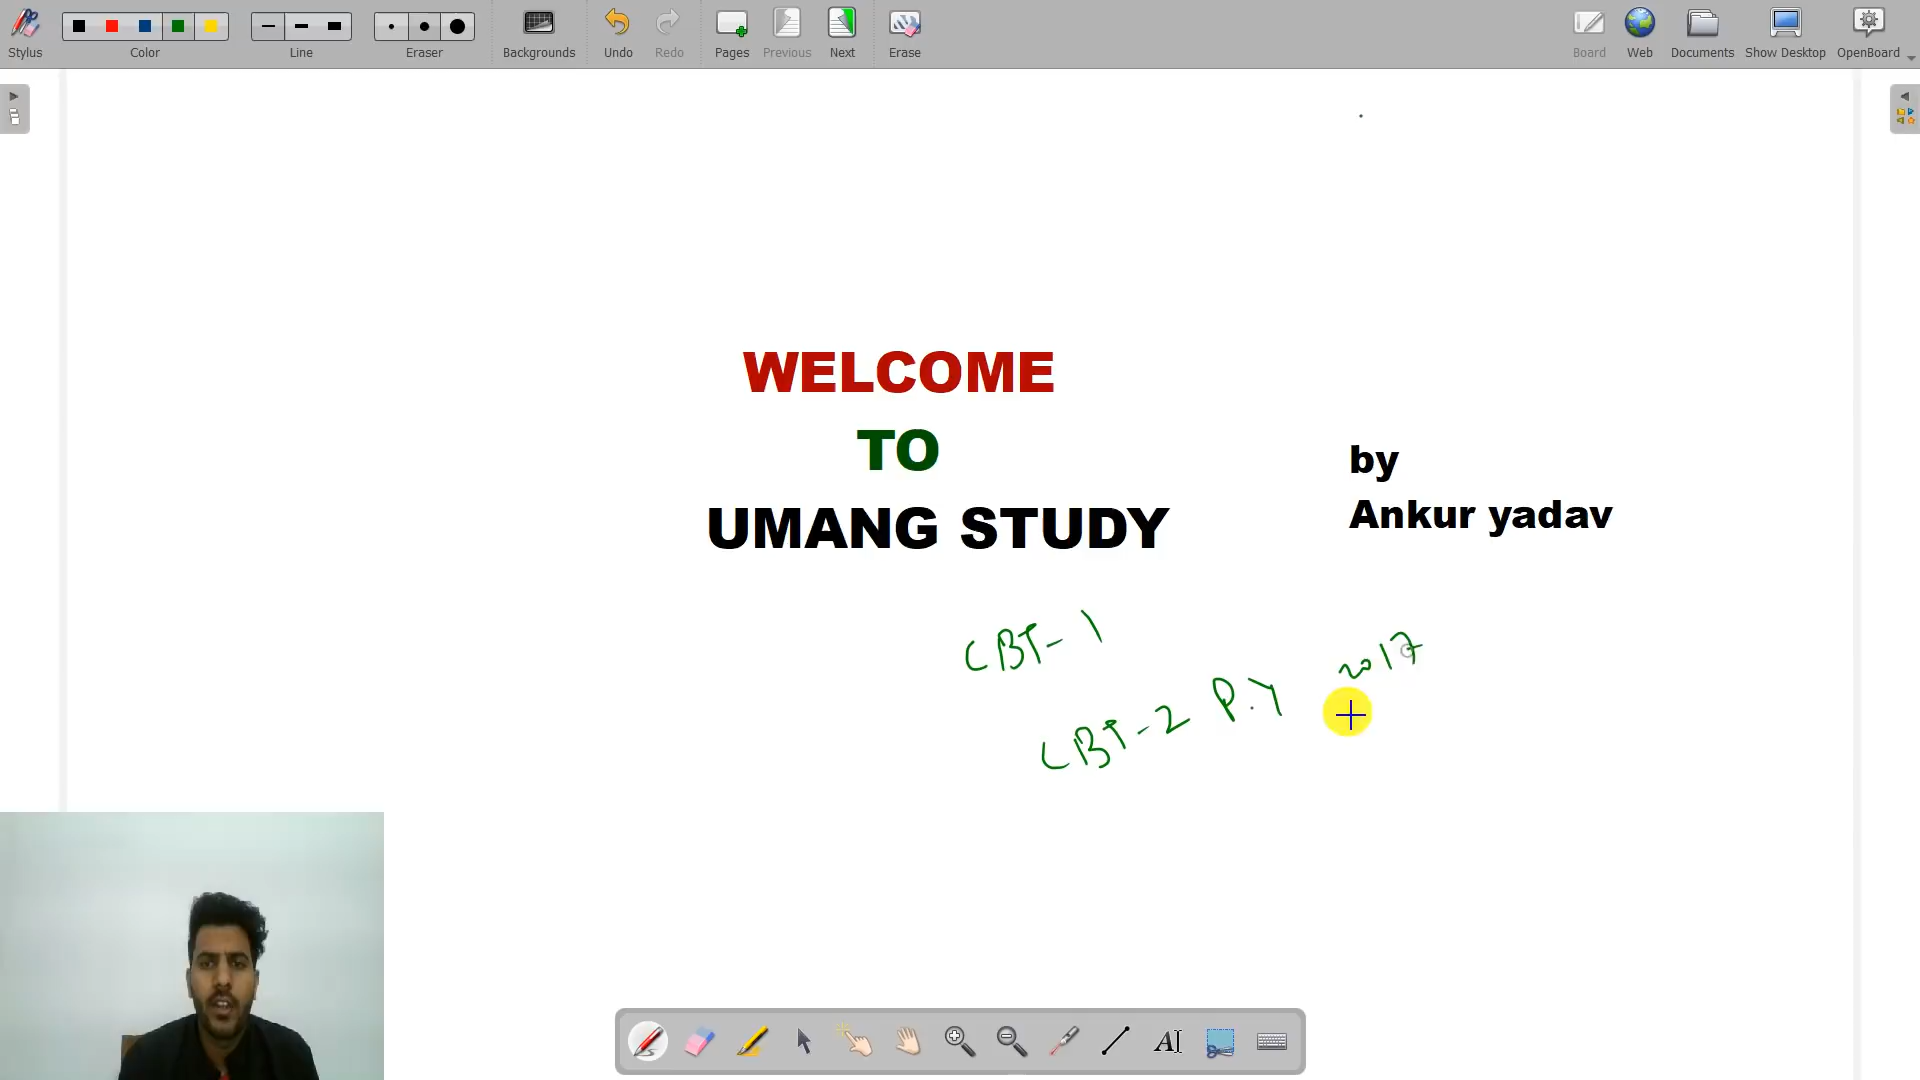 Stylus Color Line Eraser Backgrounds Undo Redo Pages Previous Next Erase Board Web Documents Show Desktop OpenBoard
WELCOME
TO
UMANG STUDY
by
Ankur yadav
CBT-1
CBT-2 P.Y 2017